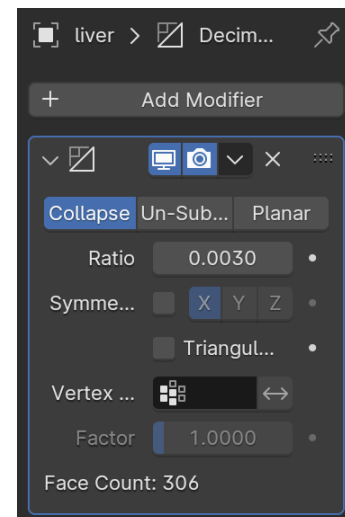 liver > Decim...
+ Add Modifier
Collapse Un-Sub... Planar
Ratio 0.0030
Symme... X Y Z
Triangul...
Vertex ...
Factor 1.0000
Face Count: 306